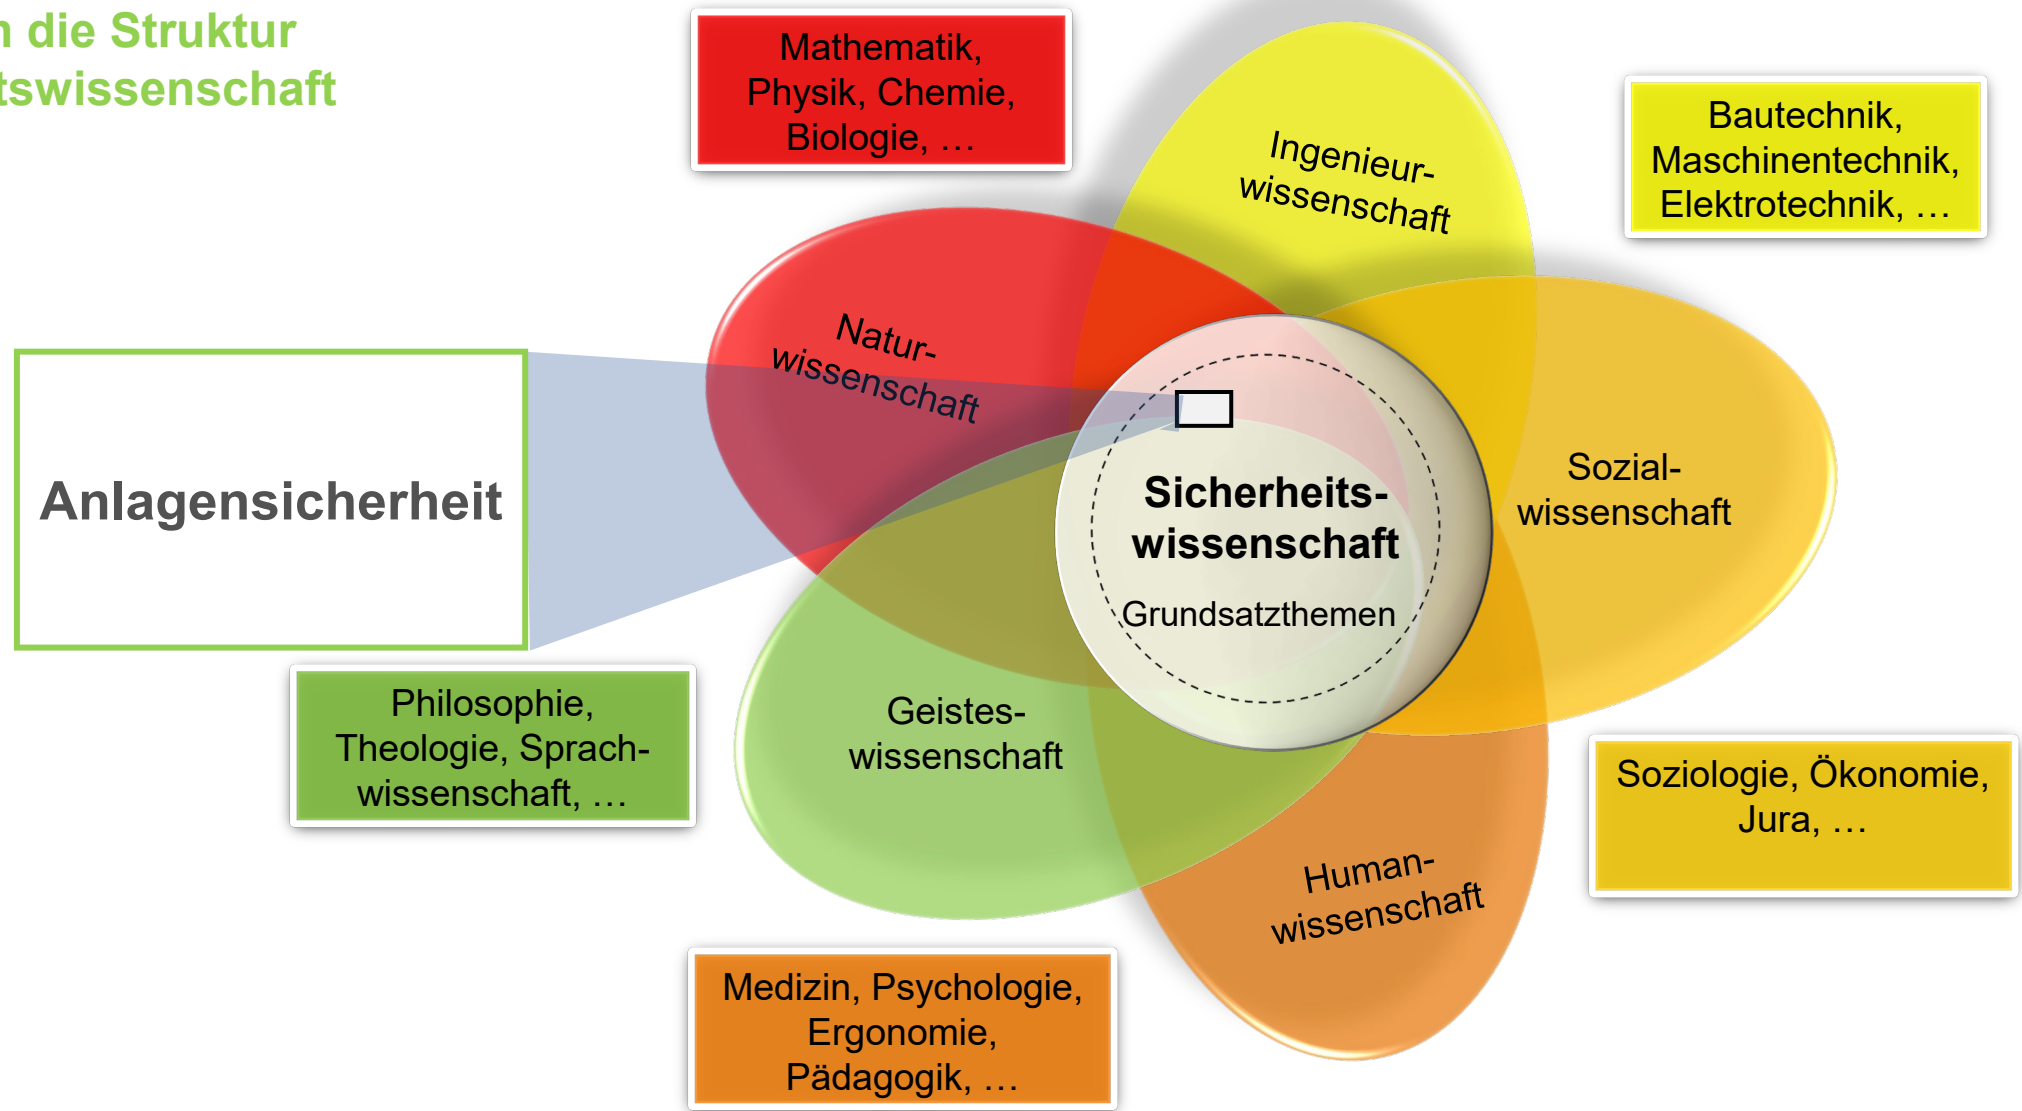 die Struktur
tswissenschaft
Mathematik,
Physik, Chemie,
Biologie, …
Ingenieur-
wissenschaft
Bautechnik,
Maschinentechnik,
Elektrotechnik, …
Natur-
wissenschaft
Anlagensicherheit
Sicherheits-
wissenschaft
Grundsatzthemen
Sozial-
wissenschaft
Philosophie,
Theologie, Sprach-
wissenschaft, …
Geistes-
wissenschaft
Soziologie, Ökonomie,
Jura, …
Human-
wissenschaft
Medizin, Psychologie,
Ergonomie,
Pädagogik, …